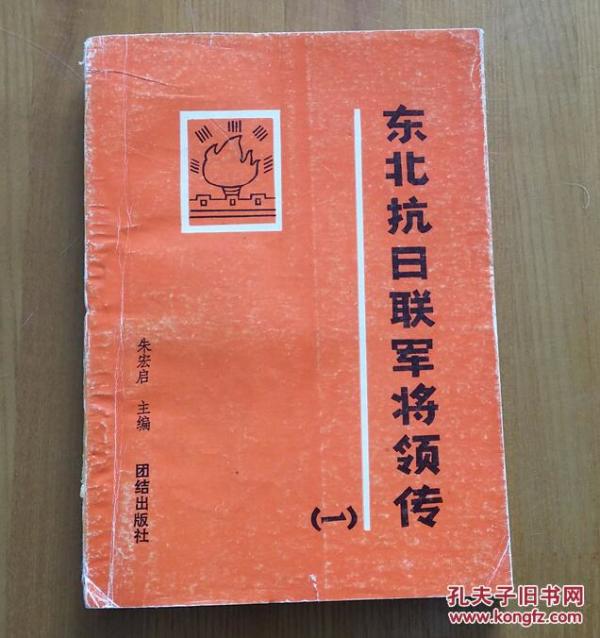 东北抗日联军将领传
(一)
朱宏启 主编
团结出版社
孔夫子旧书网
www.kongfz.com